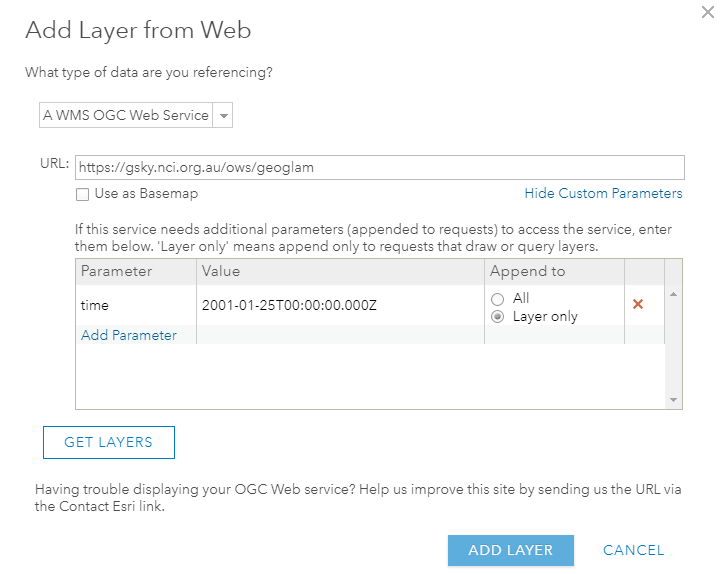 Add Layer from Web
What type of data are you referencing?
A WMS OGC Web Service
URL: https://gsky.nci.org.au/ows/geoglam
Use as Basemap Hide Custom Parameters
If this service needs additional parameters (appended to requests) to access the service, enter
them below. 'Layer only' means append only to requests that draw or query layers.
Parameter Value Append to
time 2001-01-25T00:00:00.000Z All
Layer only
Add Parameter
GET LAYERS
Having trouble displaying your OGC Web service? Help us improve this site by sending us the URL via
the Contact Esri link.
ADD LAYER CANCEL